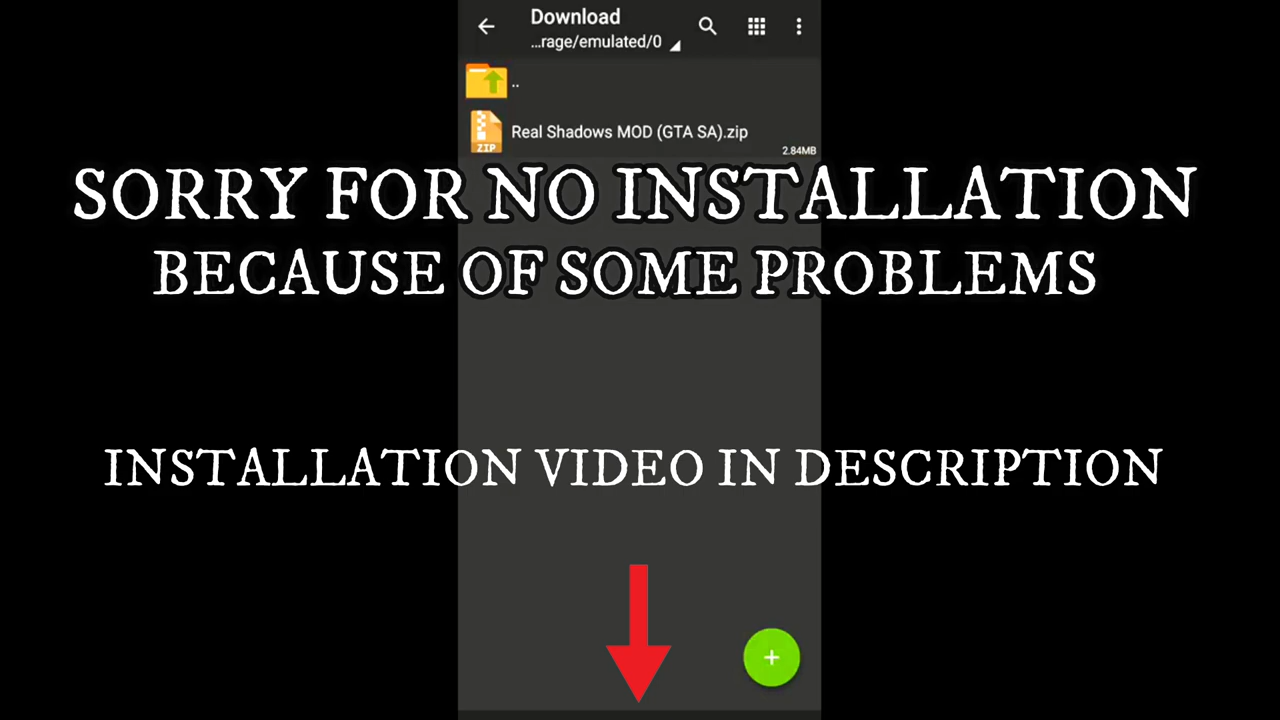 Download
...rage/emulated/0
..
Real Shadows MOD (GTA SA).zip
ZIP
2.84MB
SORRY FOR NO INSTALLATION
BECAUSE OF SOME PROBLEMS
INSTALLATION VIDEO IN DESCRIPTION